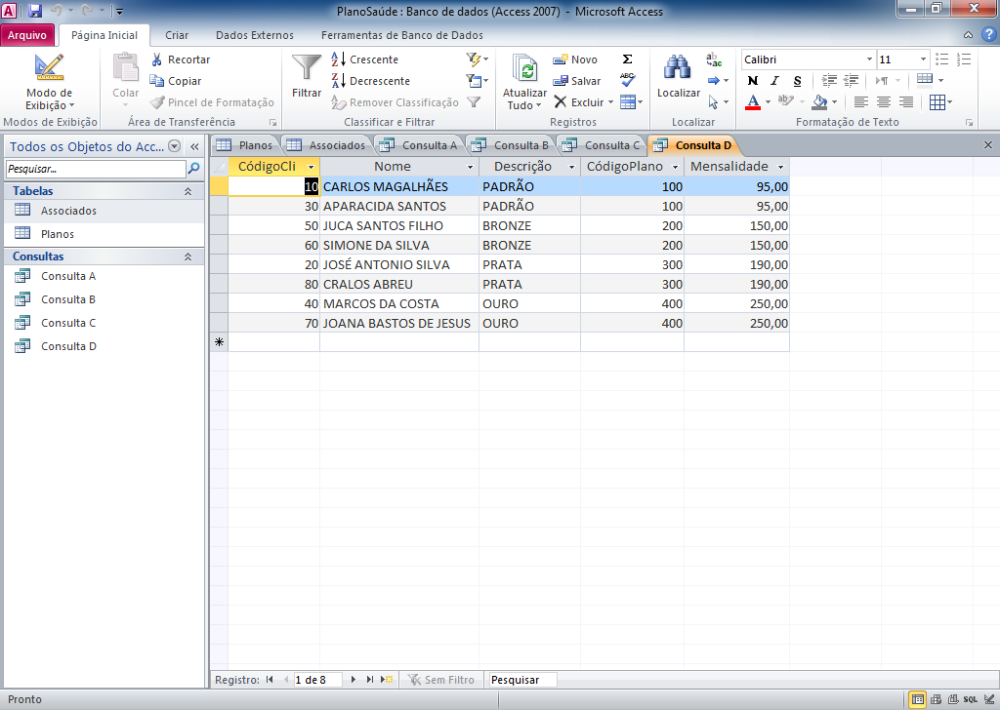 PlanoSaúde : Banco de dados (Access 2007) - Microsoft Access
Arquivo Página Inicial Criar Dados Externos Ferramentas de Banco de Dados
Modo de Exibição
Modos de Exibição
Colar
Recortar
Copiar
Pincel de Formatação
Área de Transferência
Filtrar
Crescente
Decrescente
Remover Classificação
Classificar e Filtrar
Atualizar Tudo
Novo
Salvar
Excluir
Registros
Localizar
Localizar
Calibri 11
N I S
Formatação de Texto
Todos os Objetos do Acc...
Pesquisar...
Tabelas
Associados
Planos
Consultas
Consulta A
Consulta B
Consulta C
Consulta D
Planos Associados Consulta A Consulta B Consulta C Consulta D
CódigoCli Nome Descrição CódigoPlano Mensalidade
10 CARLOS MAGALHÃES PADRÃO 100 95,00
30 APARACIDA SANTOS PADRÃO 100 95,00
50 JUCA SANTOS FILHO BRONZE 200 150,00
60 SIMONE DA SILVA BRONZE 200 150,00
20 JOSÉ ANTONIO SILVA PRATA 300 190,00
80 CRALOS ABREU PRATA 300 190,00
40 MARCOS DA COSTA OURO 400 250,00
70 JOANA BASTOS DE JESUS OURO 400 250,00
Registro: 1 de 8 Sem Filtro Pesquisar
Pronto SQL